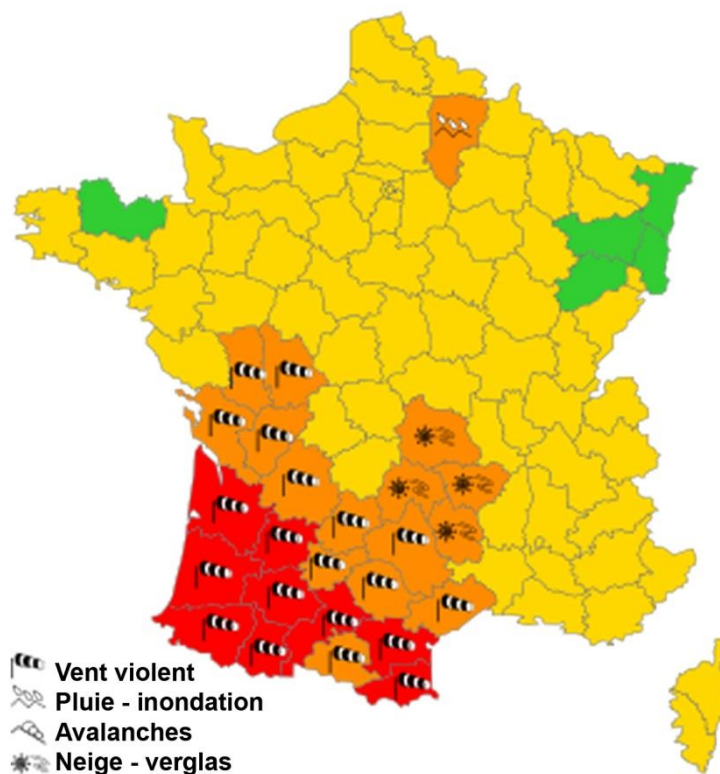 Vent violent
Pluie - inondation
Avalanches
Neige - verglas